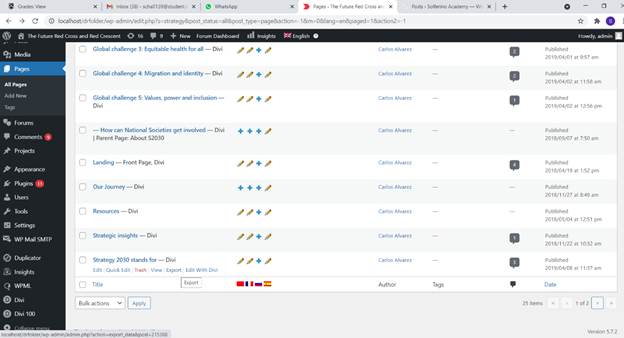 Grades: View
Inbox (38) - schal1139@student.
WhatsApp
Pages ‹ The Future Red Cross and
Posts ‹ Solferino Academy — W
localhost/drfolder/wp-admin/edit.php?s=strategy&post_status=all&post_type=page&action=-1&m=0&lang=en&paged=1&action2=-1
The Future Red Cross and Red Crescent
16
9
New
Forum Dashboard
Insights
English
Howdy, admin
Media
Pages
All Pages
Add New
Tags
Forums
Comments 9
Projects
Appearance
Plugins 11
Users
Tools
Settings
WP Mail SMTP
Duplicator
Insights
WPML
Divi
Divi 100
Collapse menu
Global challenge 3: Equitable health for all — Divi
Carlos Alvarez
—
2
Published
2019/04/01 at 9:57 am
Global challenge 4: Migration and identity — Divi
Carlos Alvarez
—
2
Published
2019/04/02 at 11:58 am
Global challenge 5: Values, power and inclusion —
Divi
Carlos Alvarez
—
1
Published
2019/04/02 at 12:56 pm
— How can National Societies get involved — Divi
| Parent Page: About S2030
Carlos Alvarez
—
—
Published
2018/09/07 at 7:50 am
Landing — Front Page, Divi
Carlos Alvarez
—
4
Published
2018/04/19 at 1:52 pm
Our Journey — Divi
Carlos Alvarez
—
—
Published
2018/11/27 at 8:49 am
Resources — Divi
Carlos Alvarez
—
—
Published
2018/05/04 at 12:51 pm
Strategic insights — Divi
Carlos Alvarez
—
1
Published
2018/11/22 at 10:32 am
Strategy 2030 stands for — Divi
Edit | Quick Edit | Trash | View | Export | Edit With Divi
Carlos Alvarez
—
3
Published
2019/04/08 at 11:37 am
Export
Title
Author
Tags
Date
Bulk actions
Apply
25 items
«
‹
1 of 2
›
»
Version 5.7.2
localhost/drfolder/wp-admin/admin.php?action=export_data&post=215368